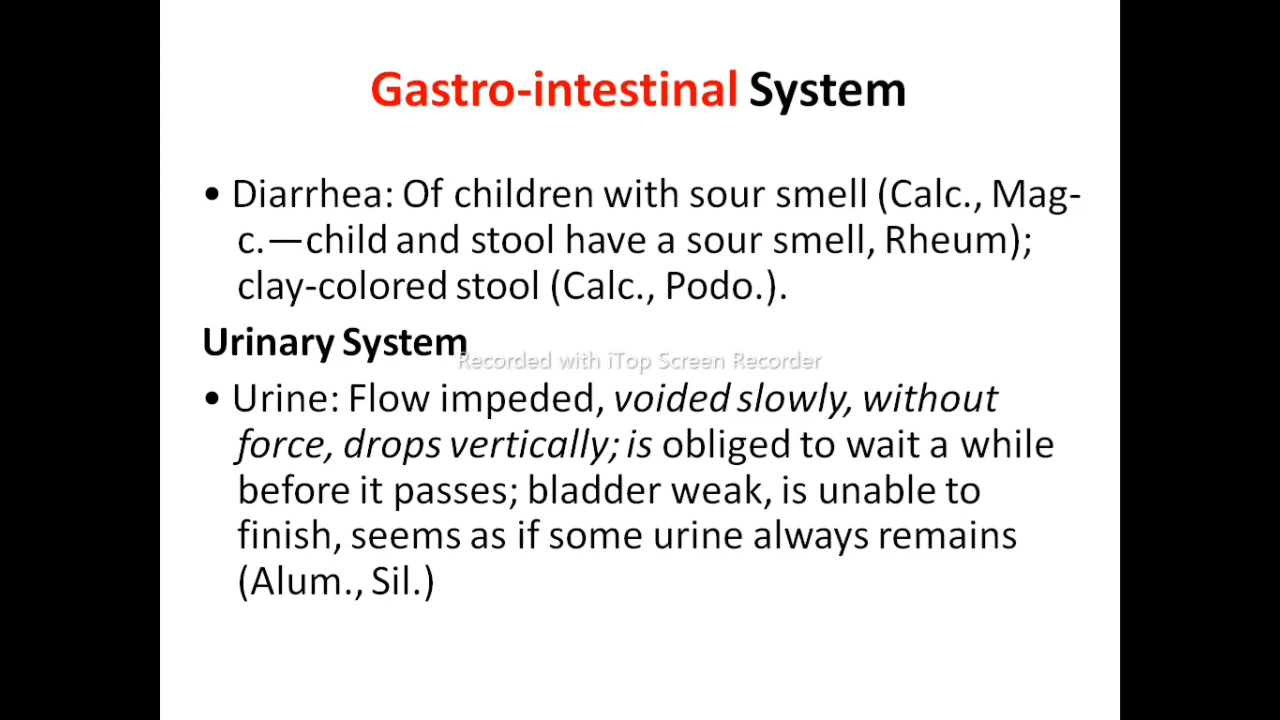 Gastro-intestinal System
• Diarrhea: Of children with sour smell (Calc., Mag-
c.—child and stool have a sour smell, Rheum);
clay-colored stool (Calc., Podo.).
Urinary System
Recorded with iTop Screen Recorder
• Urine: Flow impeded, voided slowly, without
force, drops vertically; is obliged to wait a while
before it passes; bladder weak, is unable to
finish, seems as if some urine always remains
(Alum., Sil.)